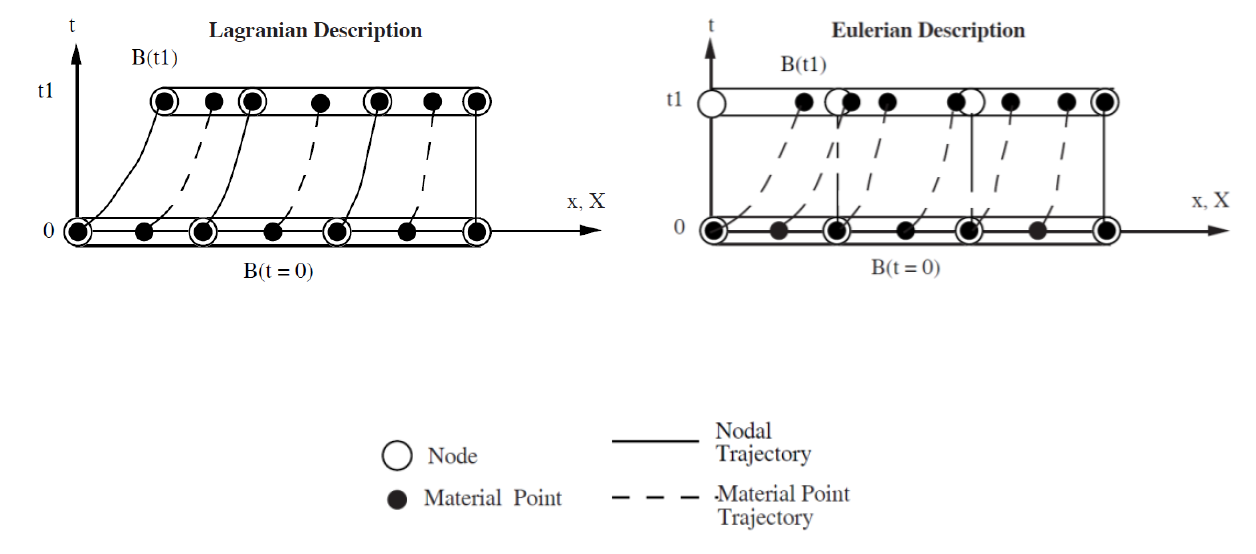 t
Lagranian Description
B(t1)
t1
x, X
0
B(t = 0)
t
Eulerian Description
B(t1)
t1
x, X
0
B(t = 0)
Node
Material Point
Nodal
Trajectory
Material Point
Trajectory